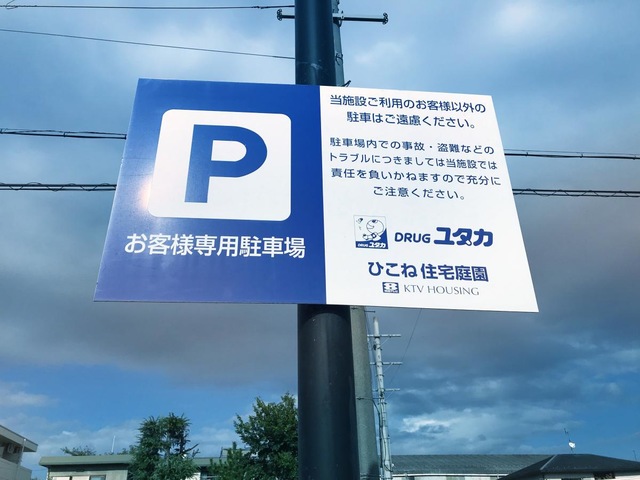 P
お客様専用駐車場
当施設ご利用のお客様以外の
駐車はご遠慮ください。
駐車場内での事故・盗難などの
トラブルにつきましては当施設では
責任を負いかねますので充分に
ご注意ください。
DRUG ユタカ
DRUG ユタカ
ひこね住宅庭園
KTV HOUSING